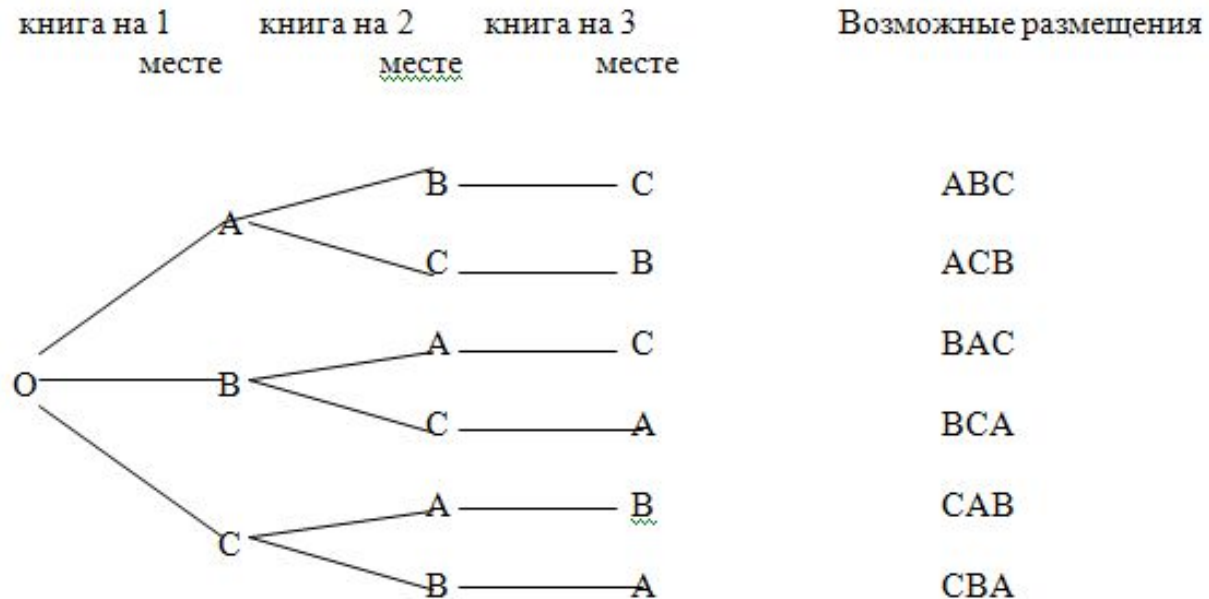 книга на 1 книга на 2 книга на 3 Возможные размещения
месте месте месте
B C ABC
A
C B ACB
A C BAC
O B
C A BCA
A B CAB
C
B A CBA